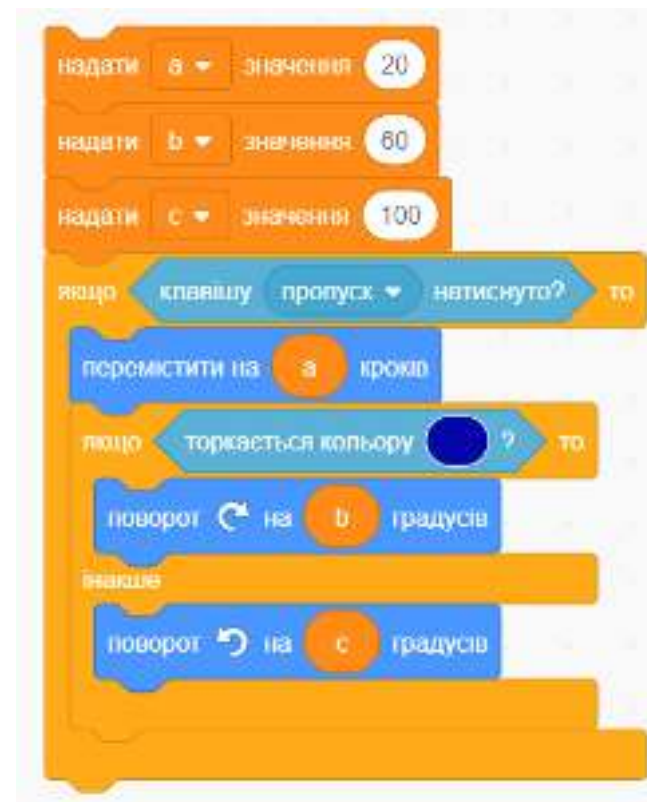 надати a значення 20
надати b значення 60
надати c значення 100
якщо клавішу пропуск натиснуто? то
перемістити на a кроків
якщо торкається кольору ? то
поворот на b градусів
інакше
поворот на c градусів